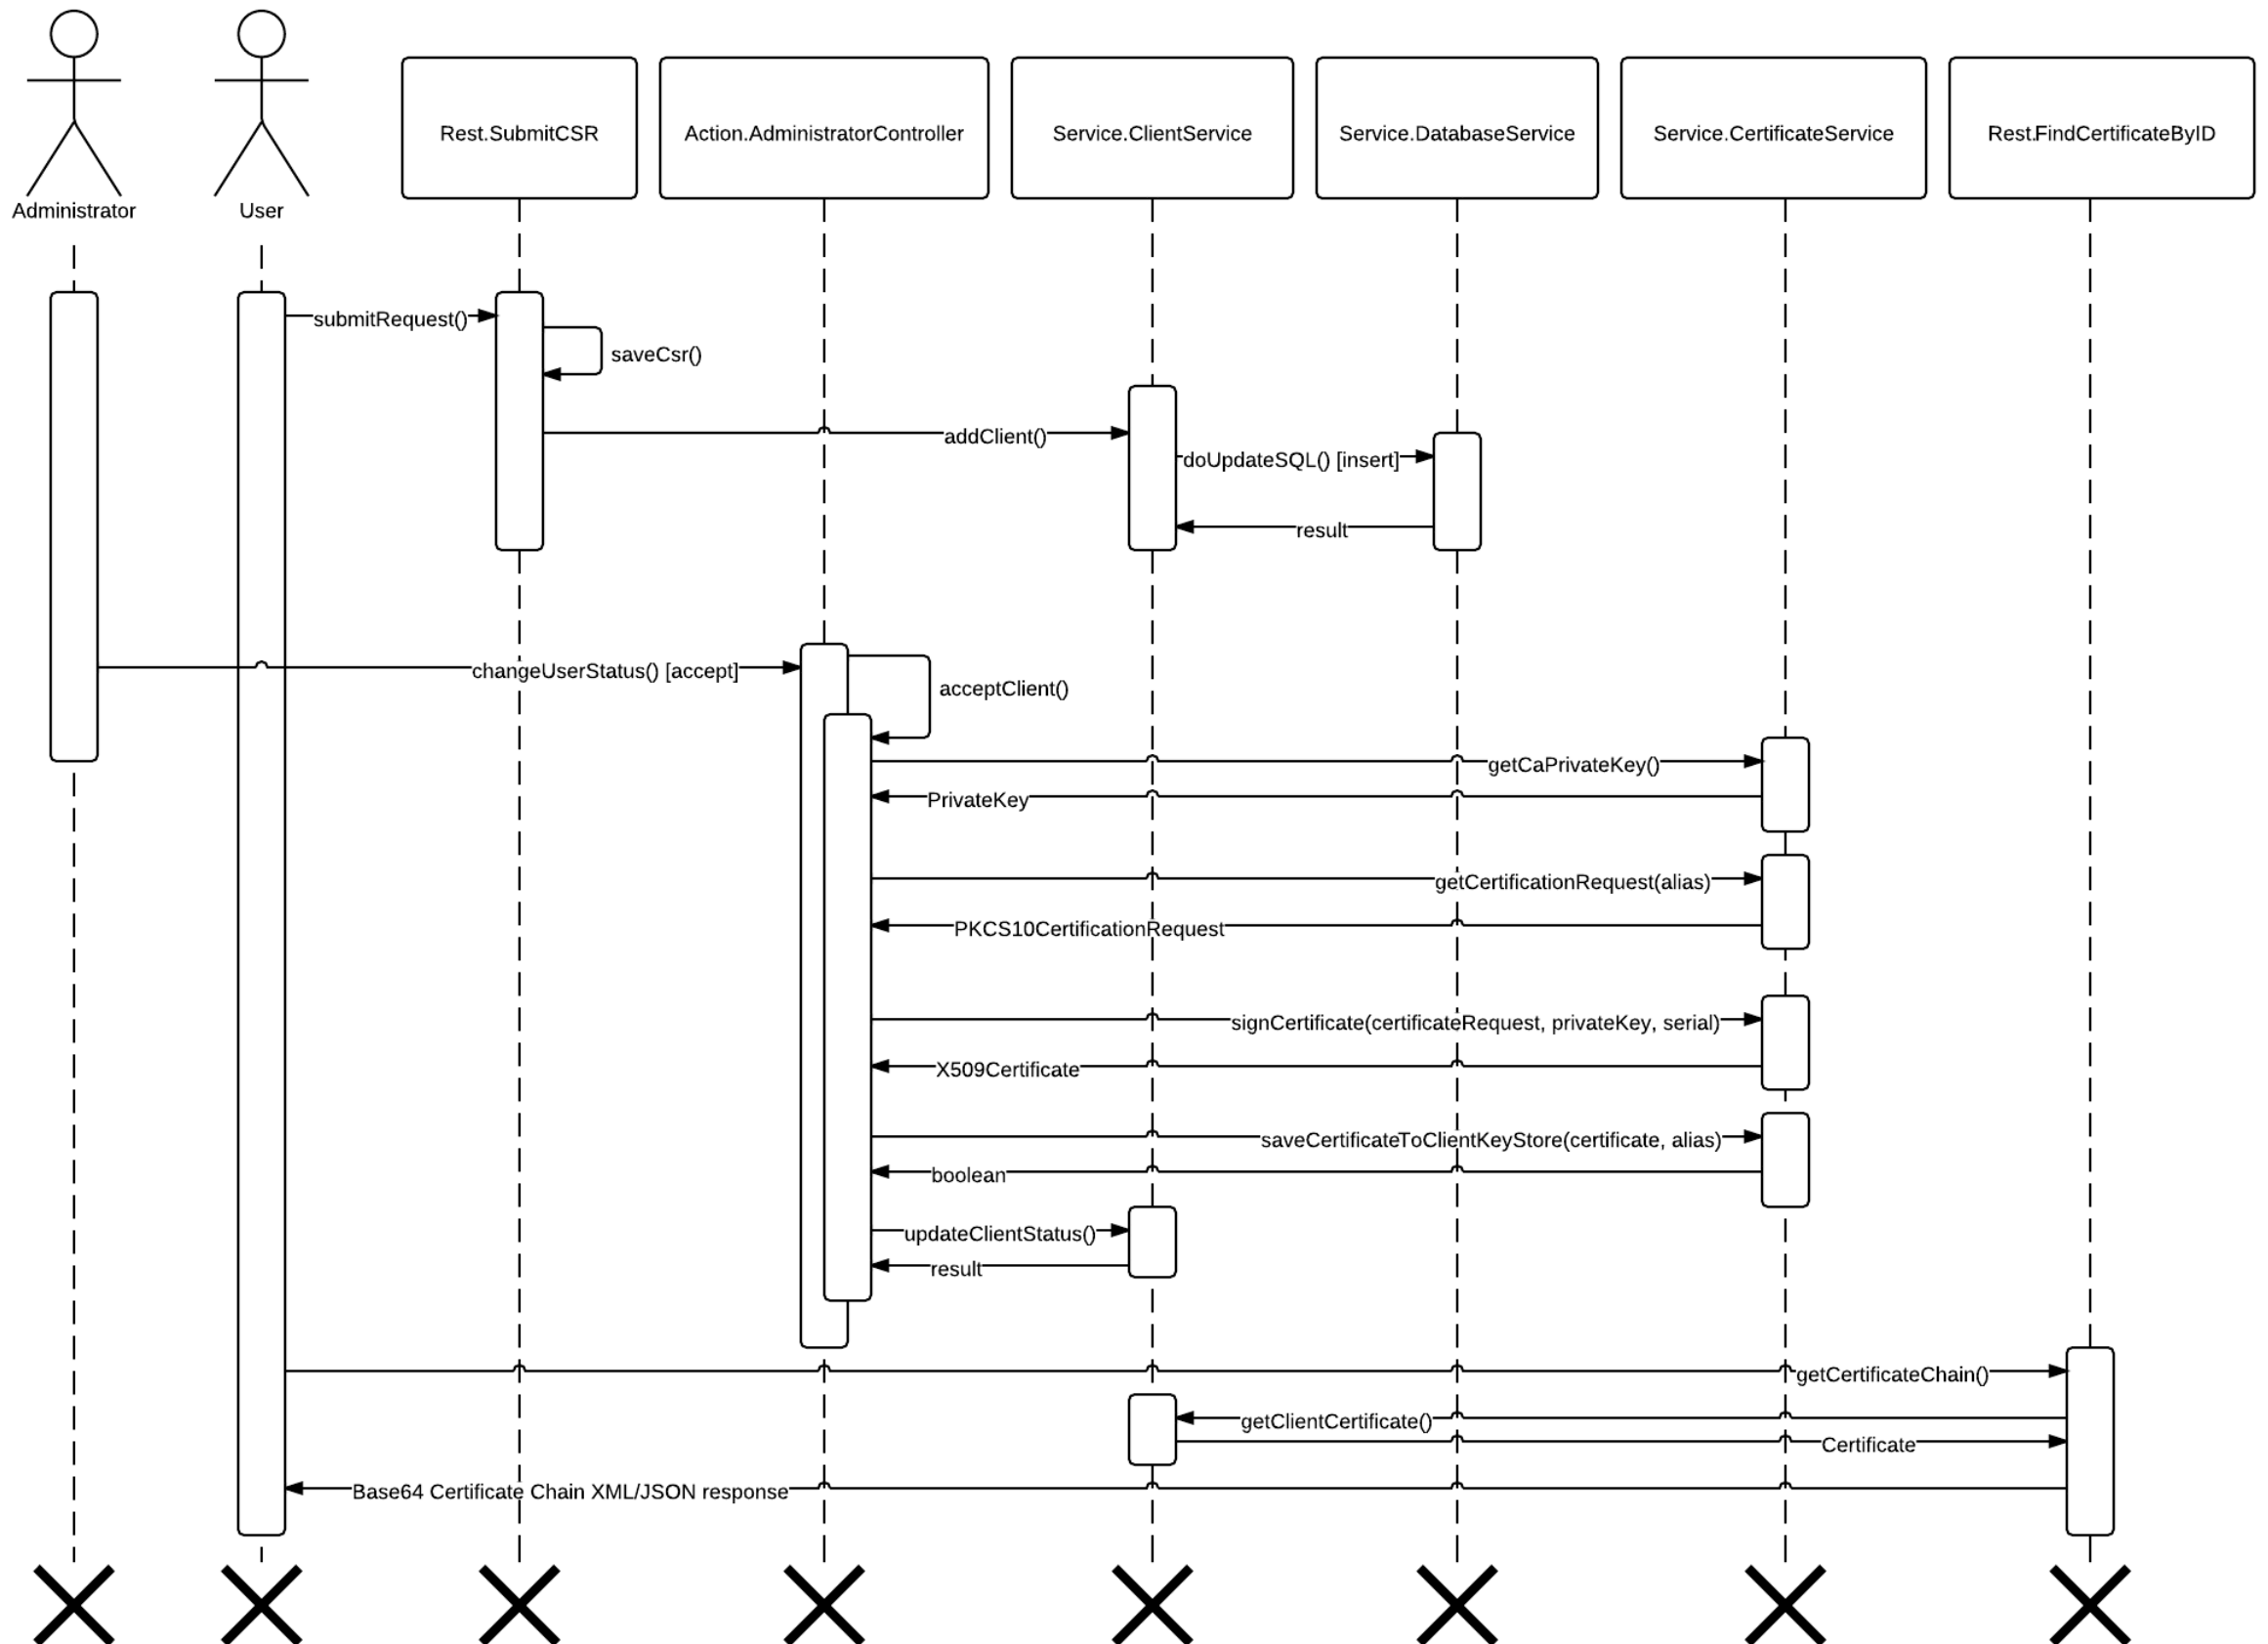 Rest.SubmitCSR
Action.AdministratorController
Service.ClientService
Service.DatabaseService
Service.CertificateService
Rest.FindCertificateByID
Administrator
User
submitRequest()
saveCsr()
addClient()
doUpdateSQL() [insert]
result
changeUserStatus() [accept]
acceptClient()
getCaPrivateKey()
PrivateKey
getCertificationRequest(alias)
PKCS10CertificationRequest
signCertificate(certificateRequest, privateKey, serial)
X509Certificate
saveCertificateToClientKeyStore(certificate, alias)
boolean
updateClientStatus()
result
getCertificateChain()
getClientCertificate()
Certificate
Base64 Certificate Chain XML/JSON response